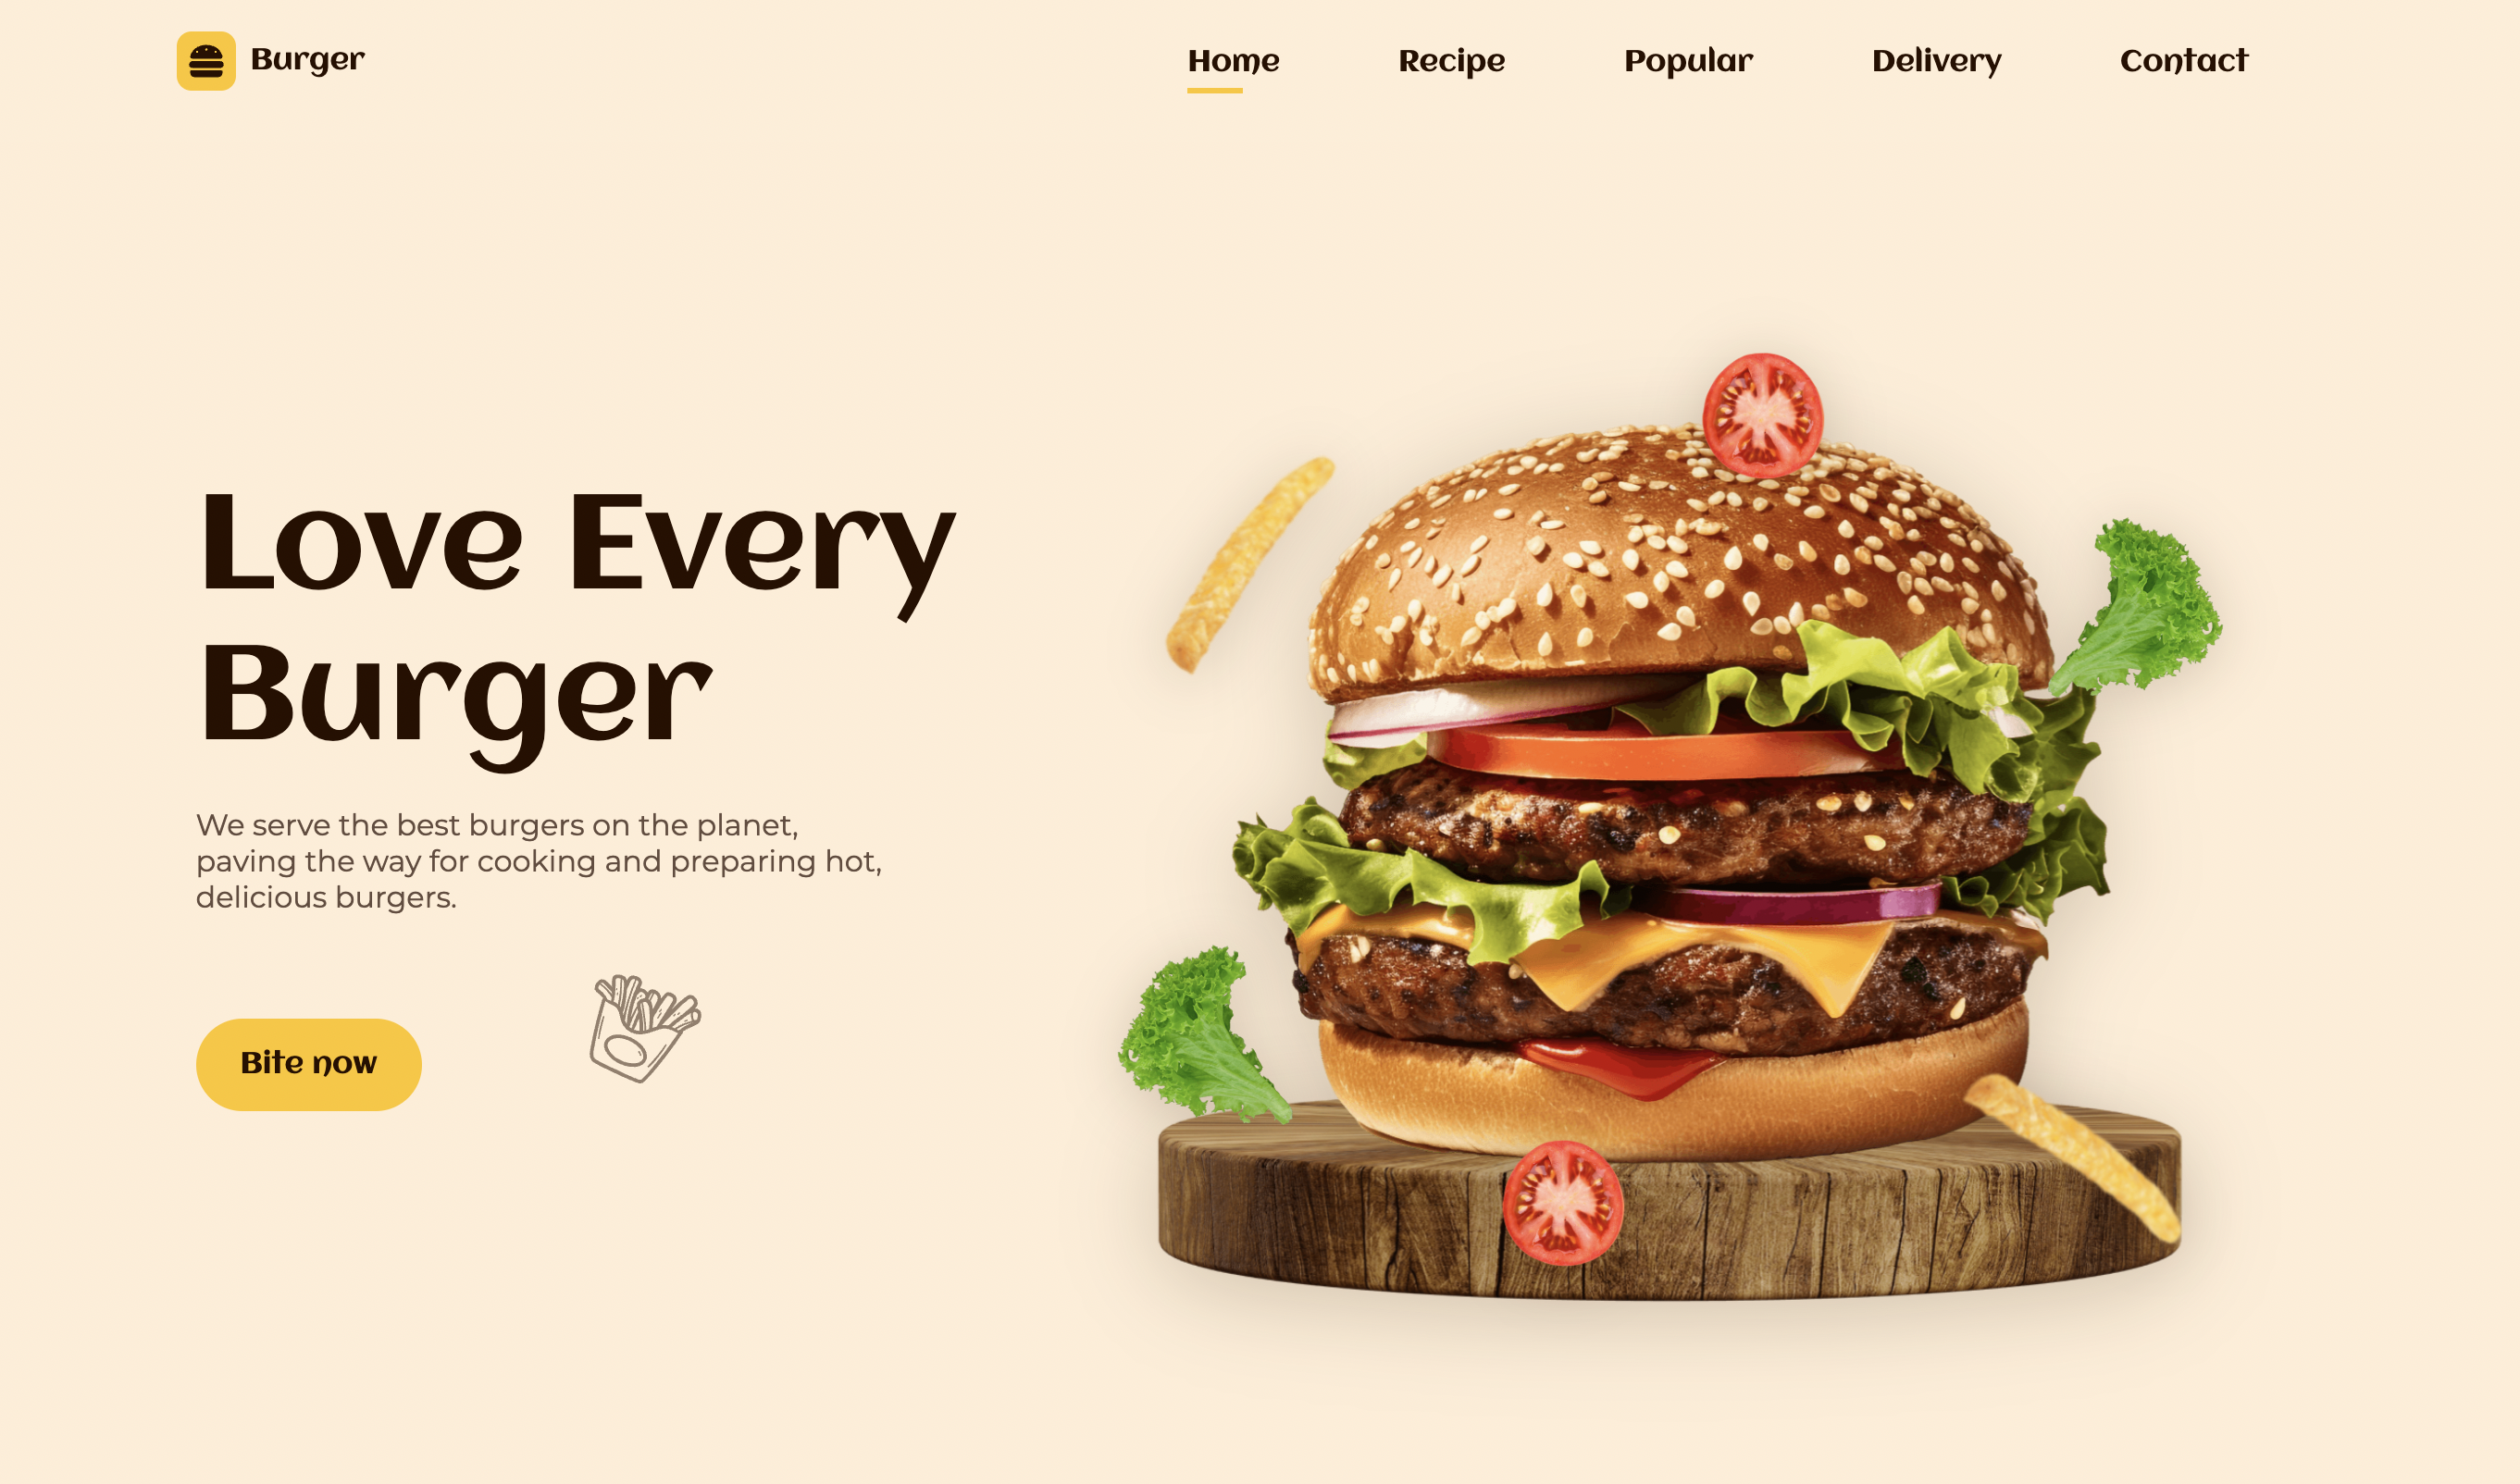 Burger
Home Recipe Popular Delivery Contact
Love Every
Burger
We serve the best burgers on the planet,
paving the way for cooking and preparing hot,
delicious burgers.
Bite now